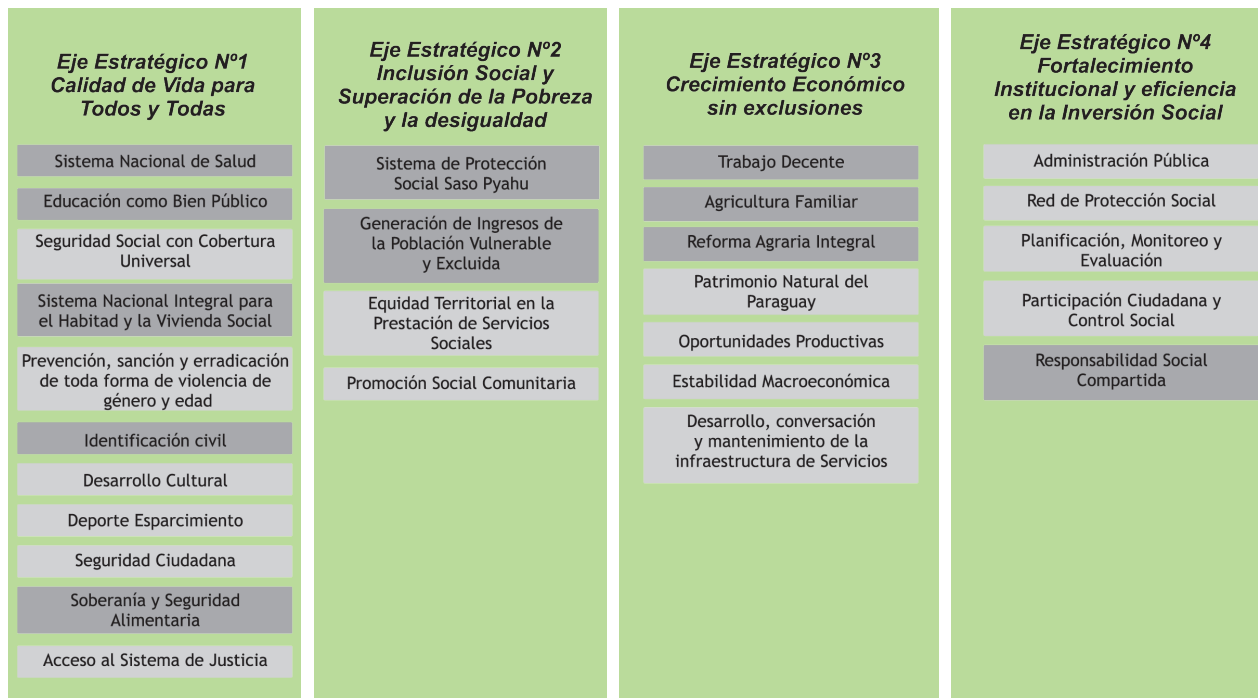 Eje Estratégico Nº1
Calidad de Vida para
Todos y Todas
Sistema Nacional de Salud
Educación como Bien Público
Seguridad Social con Cobertura
Universal
Sistema Nacional Integral para
el Habitad y la Vivienda Social
Prevención, sanción y erradicación
de toda forma de violencia de
género y edad
Identificación civil
Desarrollo Cultural
Deporte Esparcimiento
Seguridad Ciudadana
Soberanía y Seguridad
Alimentaria
Acceso al Sistema de Justicia
Eje Estratégico Nº2
Inclusión Social y
Superación de la Pobreza
y la desigualdad
Sistema de Protección
Social Saso Pyahu
Generación de Ingresos de
la Población Vulnerable
y Excluida
Equidad Territorial en la
Prestación de Servicios
Sociales
Promoción Social Comunitaria
Eje Estratégico Nº3
Crecimiento Económico
sin exclusiones
Trabajo Decente
Agricultura Familiar
Reforma Agraria Integral
Patrimonio Natural del
Paraguay
Oportunidades Productivas
Estabilidad Macroeconómica
Desarrollo, conversación
y mantenimiento de la
infraestructura de Servicios
Eje Estratégico Nº4
Fortalecimiento
Institucional y eficiencia
en la Inversión Social
Administración Pública
Red de Protección Social
Planificación, Monitoreo y
Evaluación
Participación Ciudadana y
Control Social
Responsabilidad Social
Compartida